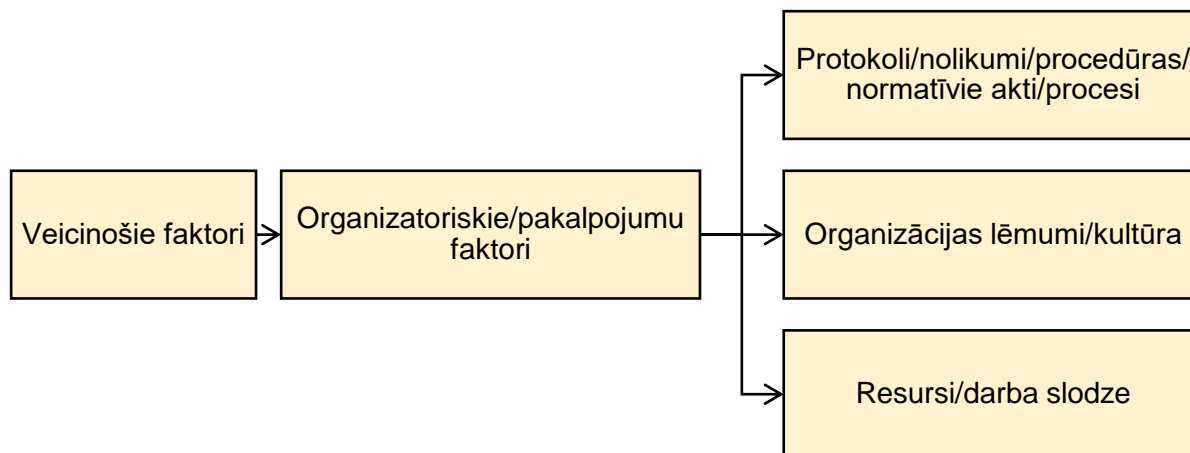 Protokoli/nolikumi/procedūras/
normatīvie akti/procesi
Veicinošie faktori
Organizatoriskie/pakalpojumu
faktori
Organizācijas lēmumi/kultūra
Resursi/darba slodze